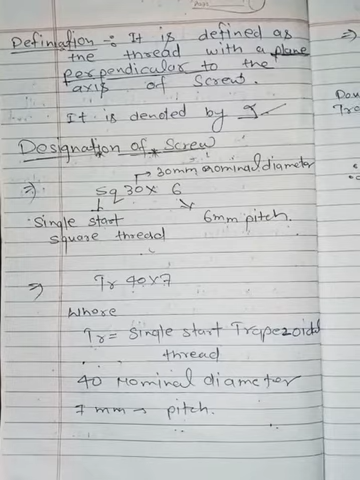 Definiation :- It is defined as
the thread with a plane
perpendicular to the
axis of Screw.
It is denoted by
Designation of Screw
⇒ 30mm nominal diameter
Sq 30 x 6
Single start 6mm pitch.
square thread
⇒ Tr 40x7
Where
Tr = Single start Trapezoidal
thread
40 Nominal diameter
7 mm → pitch.